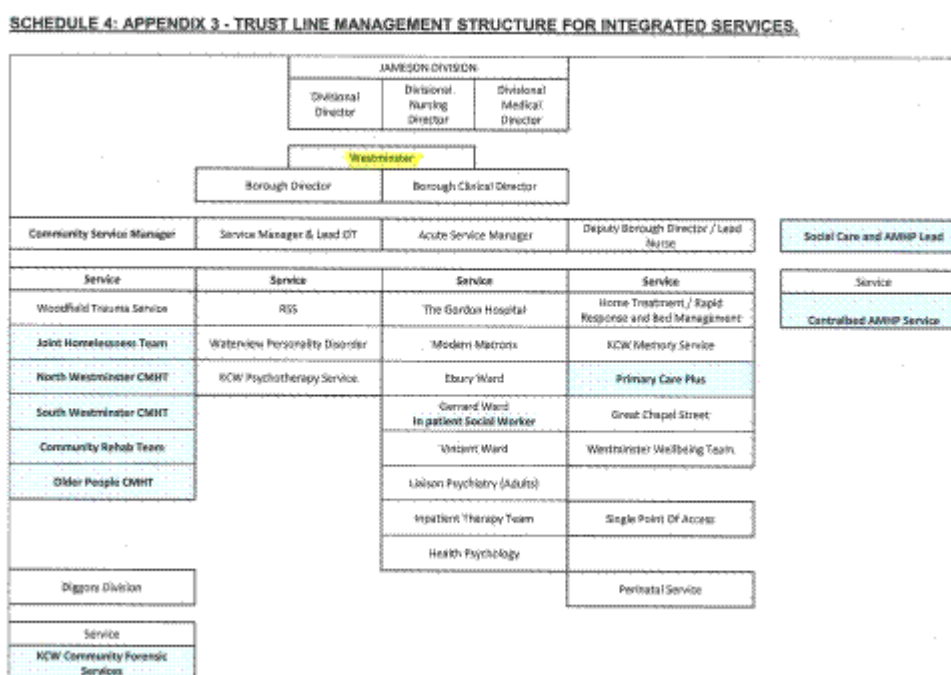 SCHEDULE 4: APPENDIX 3 - TRUST LINE MANAGEMENT STRUCTURE FOR INTEGRATED SERVICES.
JAMESON DIVISION
Divisional
Director
Divisional
Nursing
Director
Divisional
Medical
Director
Westminster
Borough Director
Borough Clinical Director
Community Service Manager
Service Manager & Lead OT
Acute Service Manager
Deputy Borough Director / Lead
Nurse
Social Care and AMHP Lead
Service
Service
Service
Service
Service
Woodfield Trauma Service
RSS
The Gordon Hospital
Home Treatment / Rapid
Response and Bed Management
Centralised AMHP Service
Joint Homelessness Team
Waterview Personality Disorder
Modern Matrons
KCW Memory Service
North Westminster CMHT
KCW Psychotherapy Service
Ebury Ward
Primary Care Plus
South Westminster CMHT
Gerrard Ward
In patient Social Worker
Great Chapel Street
Community Rehab Team
Vincent Ward
Westminster Wellbeing Team
Older People CMHT
Liaison Psychiatry (Adults)
Inpatient Therapy Team
Single Point Of Access
Health Psychology
Diggory Division
Perinatal Service
Service
KCW Community Forensic
Services